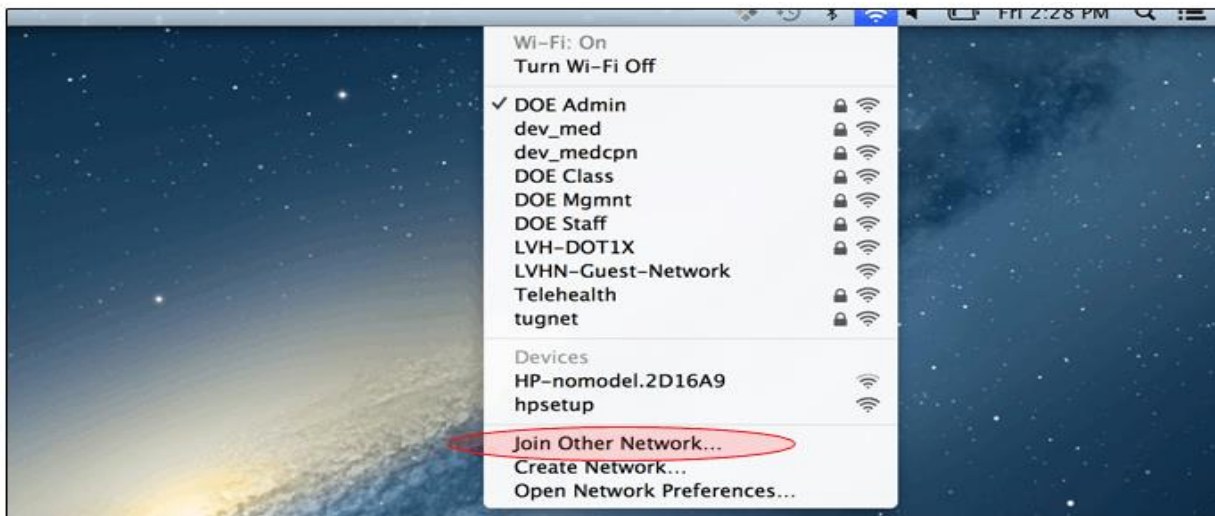 Fri 2:28 PM
Wi-Fi: On
Turn Wi-Fi Off
✓ DOE Admin
dev_med
dev_medcpn
DOE Class
DOE Mgmnt
DOE Staff
LVH-DOT1X
LVHN-Guest-Network
Telehealth
tugnet
Devices
HP-nomodel.2D16A9
hpsetup
Join Other Network...
Create Network...
Open Network Preferences...